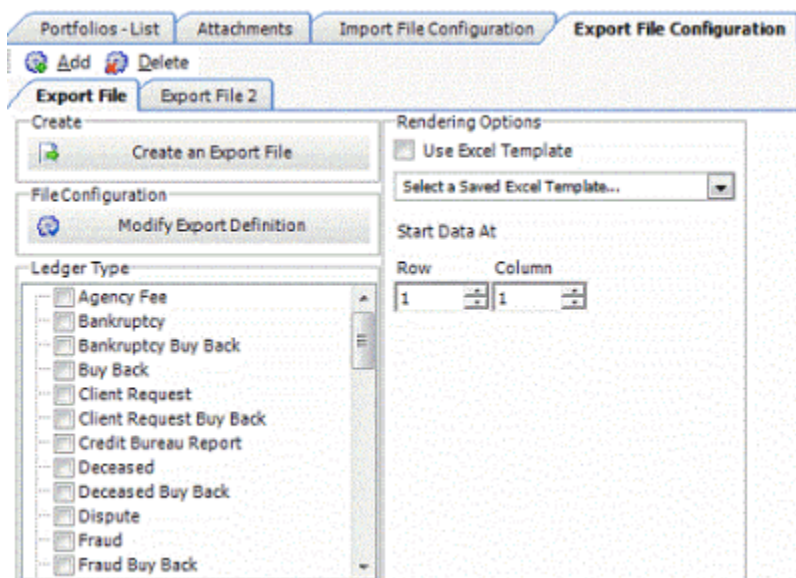 Portfolios - List Attachments Import File Configuration Export File Configuration
Add Delete
Export File Export File 2
Create
Create an Export File
File Configuration
Modify Export Definition
Ledger Type
Agency Fee
Bankruptcy
Bankruptcy Buy Back
Buy Back
Client Request
Client Request Buy Back
Credit Bureau Report
Deceased
Deceased Buy Back
Dispute
Fraud
Fraud Buy Back
Rendering Options
Use Excel Template
Select a Saved Excel Template...
Start Data At
Row Column
1 1